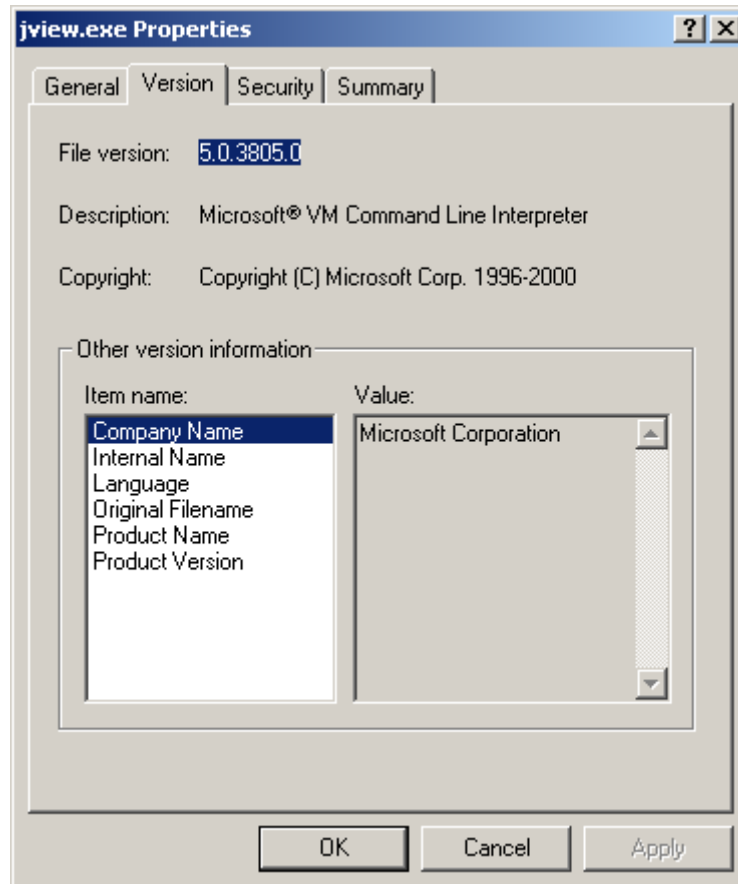 jview.exe Properties
General Version Security Summary
File version: 5.0.3805.0
Description: Microsoft® VM Command Line Interpreter
Copyright: Copyright (C) Microsoft Corp. 1996-2000
Other version information
Item name: Value:
Company Name Microsoft Corporation
Internal Name
Language
Original Filename
Product Name
Product Version
OK Cancel Apply